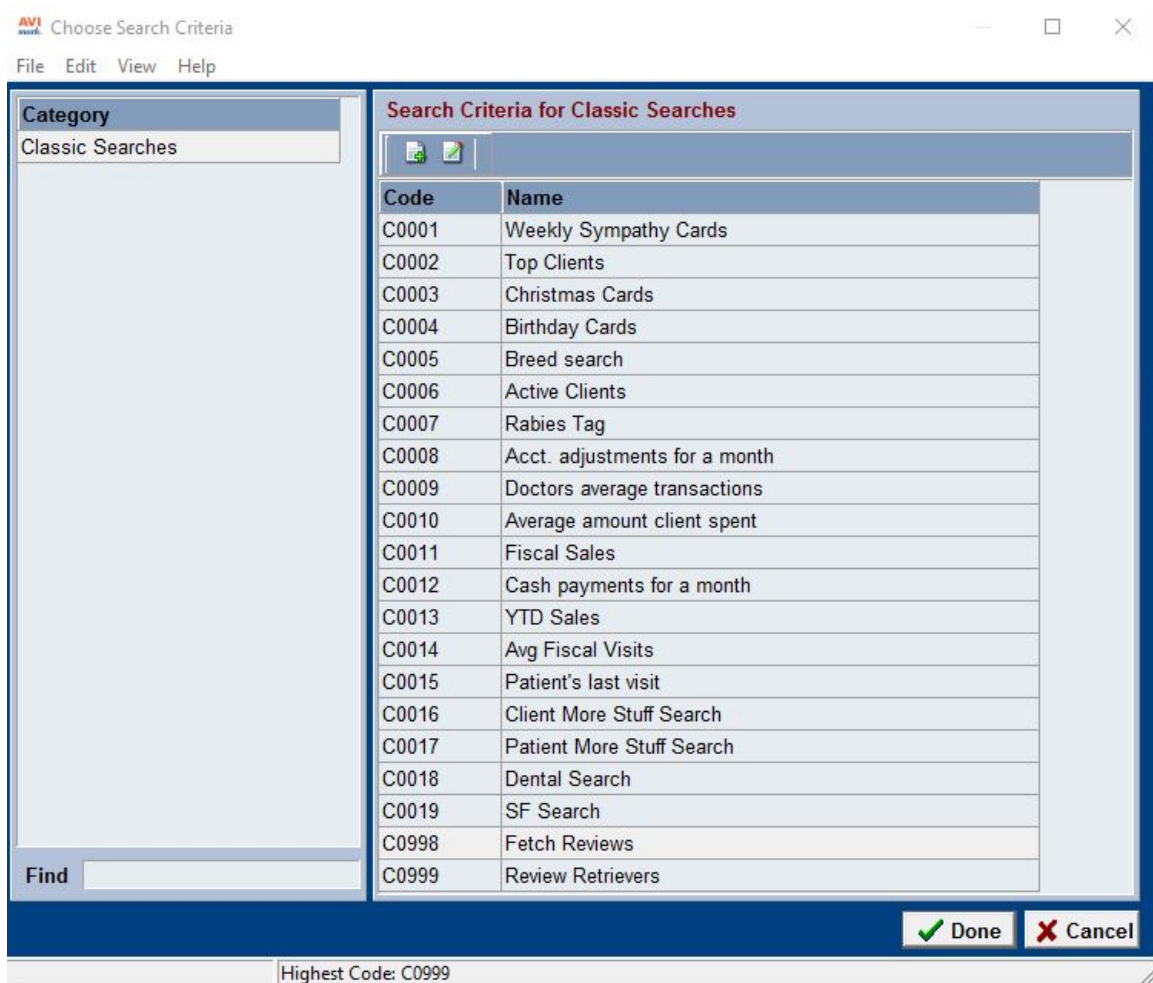 AVI mark Choose Search Criteria
File Edit View Help
Category
Classic Searches
Find
Search Criteria for Classic Searches
Code Name
C0001 Weekly Sympathy Cards
C0002 Top Clients
C0003 Christmas Cards
C0004 Birthday Cards
C0005 Breed search
C0006 Active Clients
C0007 Rabies Tag
C0008 Acct. adjustments for a month
C0009 Doctors average transactions
C0010 Average amount client spent
C0011 Fiscal Sales
C0012 Cash payments for a month
C0013 YTD Sales
C0014 Avg Fiscal Visits
C0015 Patient's last visit
C0016 Client More Stuff Search
C0017 Patient More Stuff Search
C0018 Dental Search
C0019 SF Search
C0998 Fetch Reviews
C0999 Review Retrievers
Done Cancel
Highest Code: C0999